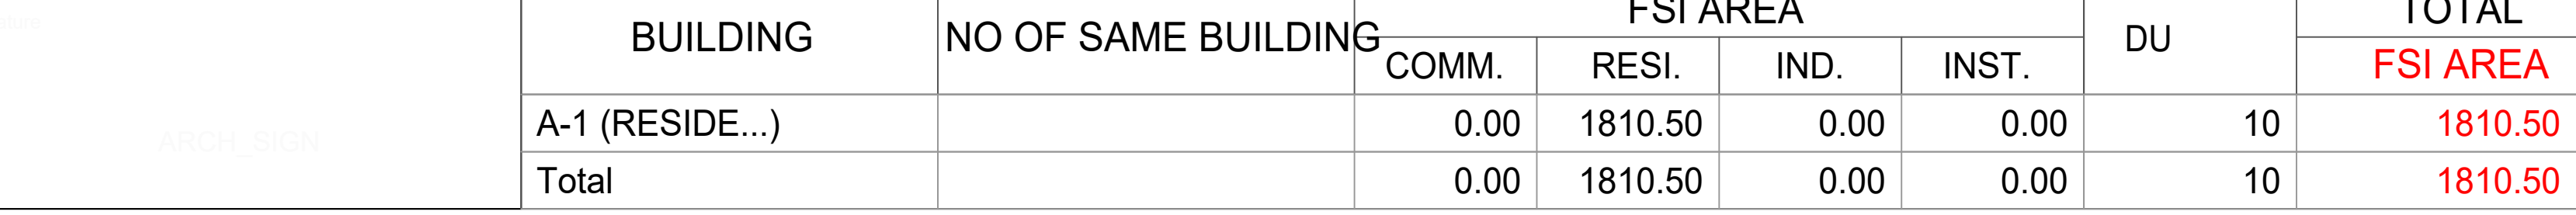 ature
BUILDING NO OF SAME BUILDING FSI AREA DU TOTAL
COMM. RESI. IND. INST. FSI AREA
A-1 (RESIDE...) 0.00 1810.50 0.00 0.00 10 1810.50
ARCH_SIGN
Total 0.00 1810.50 0.00 0.00 10 1810.50